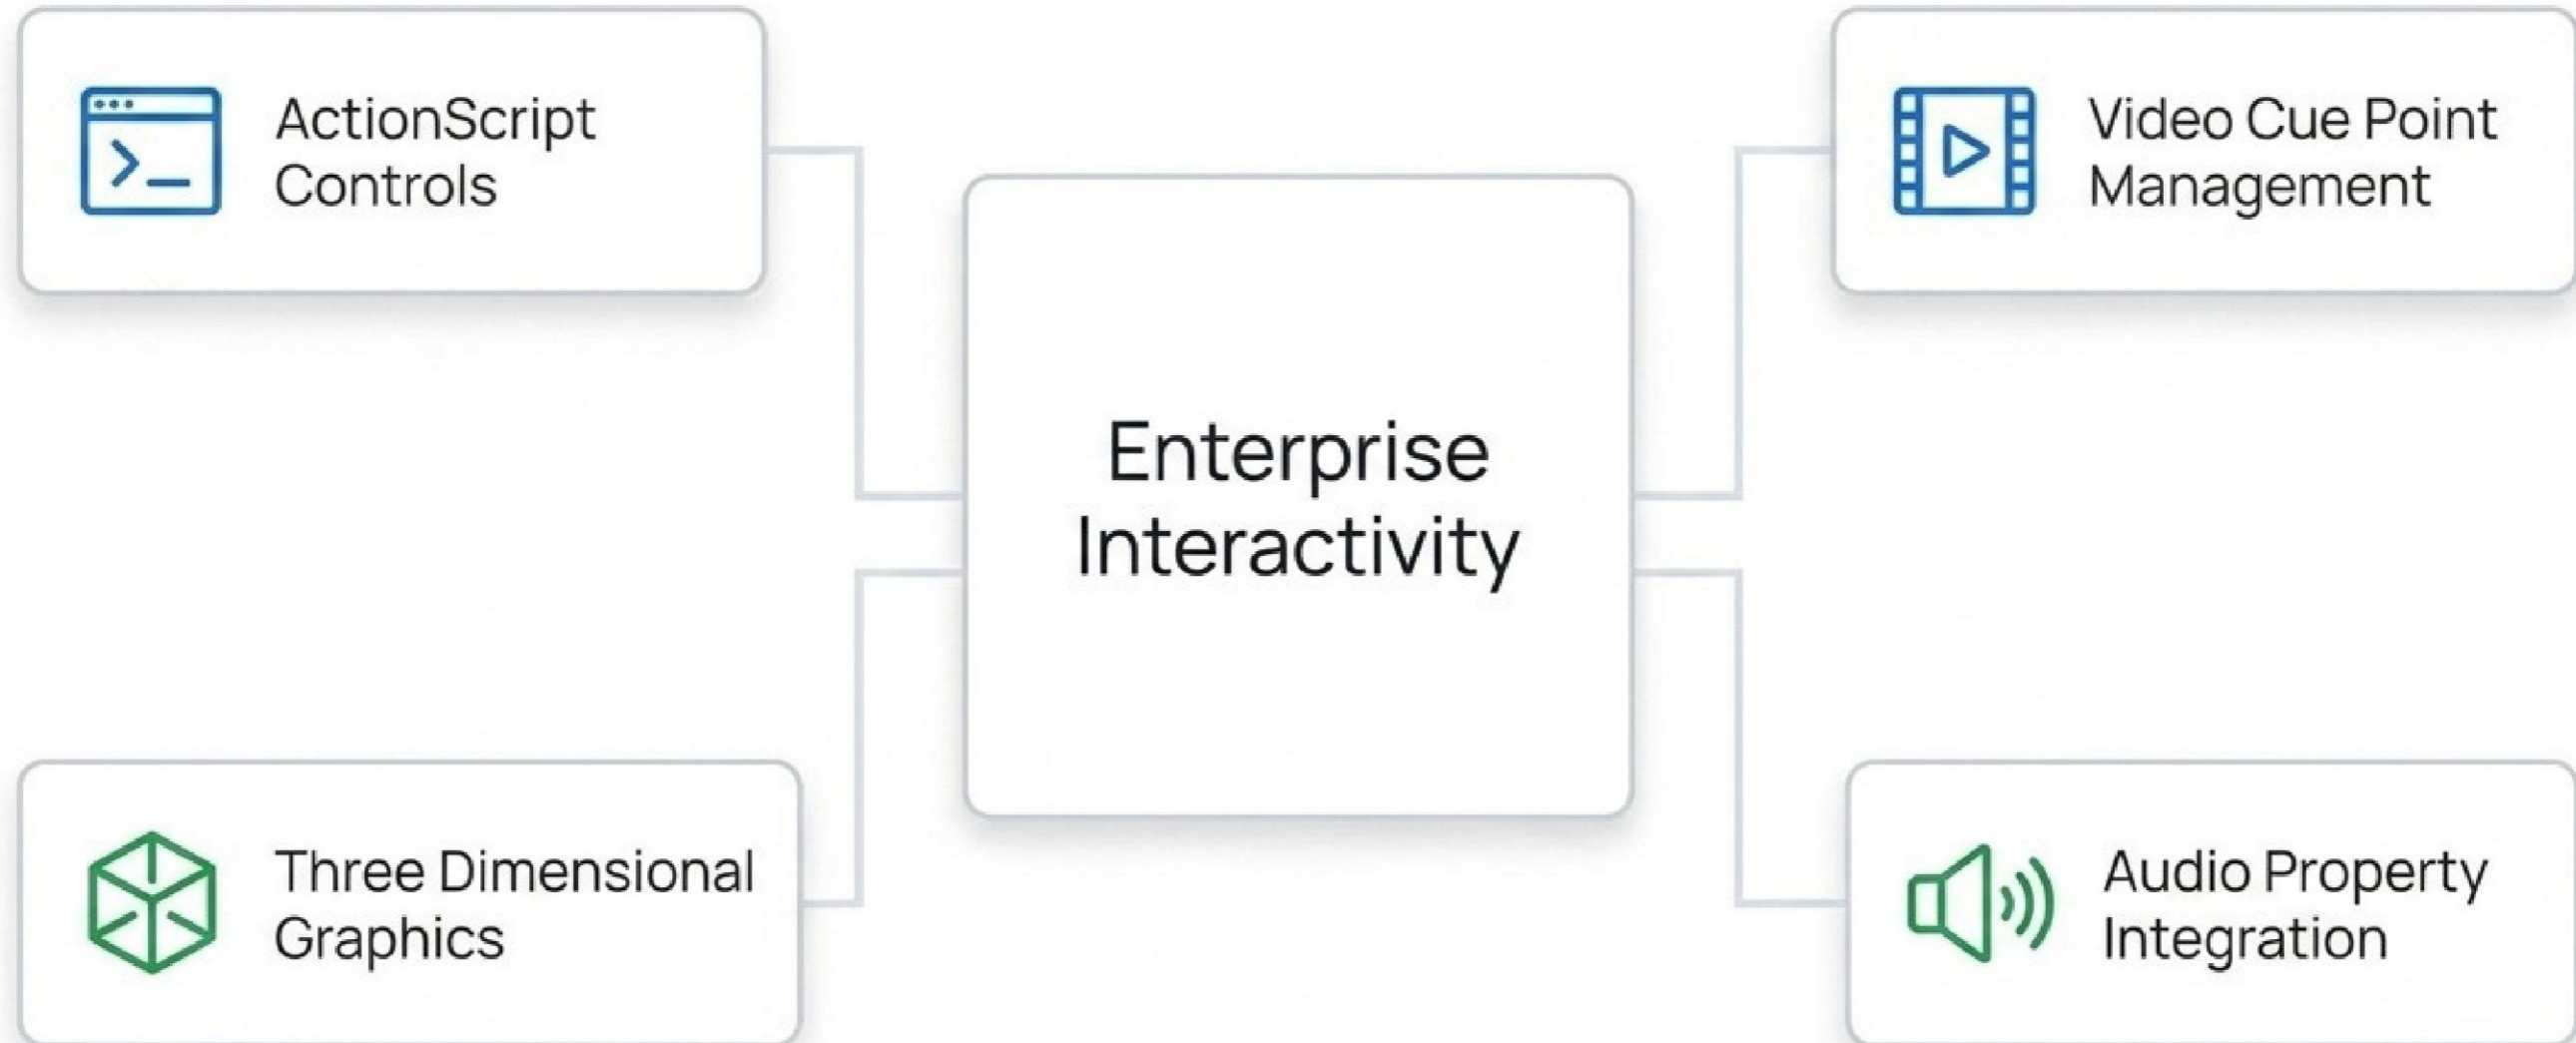 ActionScript
Controls
Video Cue Point
Management
Enterprise
Interactivity
Three Dimensional
Graphics
Audio Property
Integration